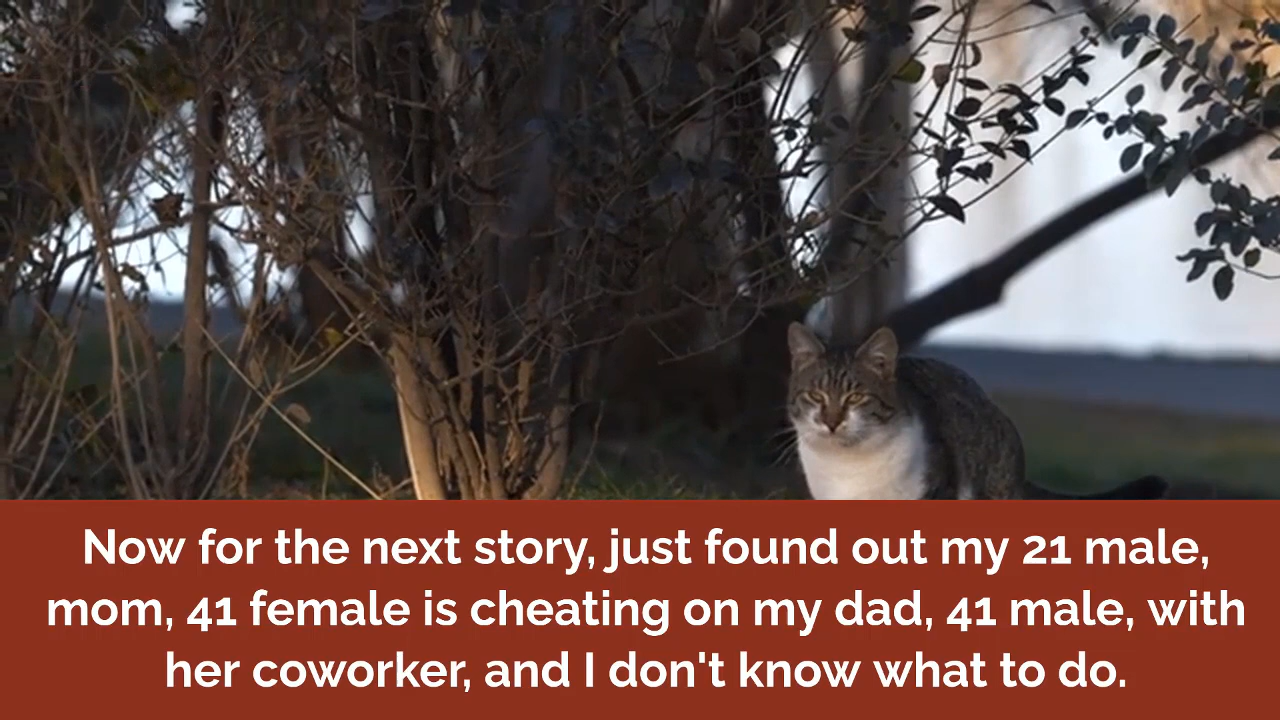 Now for the next story, just found out my 21 male,
mom, 41 female is cheating on my dad, 41 male, with
her coworker, and I don't know what to do.